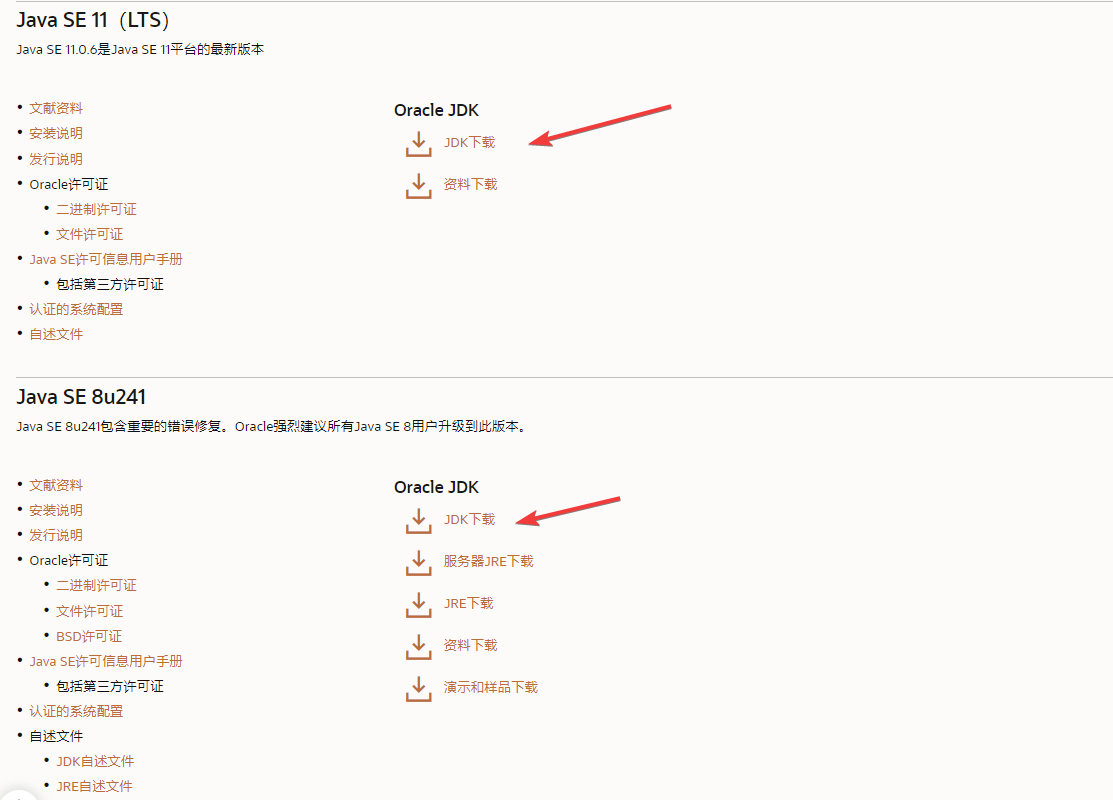 Java SE 11（LTS）
Java SE 11.0.6是Java SE 11平台的最新版本
文献资料
安装说明
发行说明
Oracle许可证
二进制许可证
文件许可证
Java SE许可信息用户手册
包括第三方许可证
认证的系统配置
自述文件
Oracle JDK
JDK下载
资料下载
Java SE 8u241
Java SE 8u241包含重要的错误修复。Oracle强烈建议所有Java SE 8用户升级到此版本。
文献资料
安装说明
发行说明
Oracle许可证
二进制许可证
文件许可证
BSD许可证
Java SE许可信息用户手册
包括第三方许可证
认证的系统配置
自述文件
JDK自述文件
JRE自述文件
Oracle JDK
JDK下载
服务器JRE下载
JRE下载
资料下载
演示和样品下载